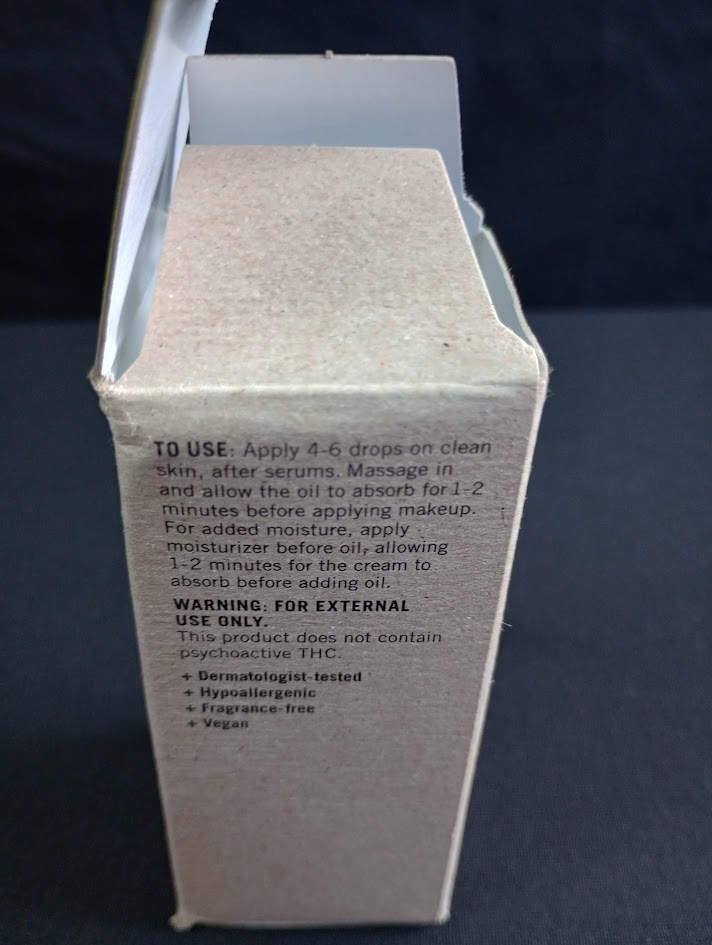 TO USE: Apply 4-6 drops on clean
skin, after serums. Massage in
and allow the oil to absorb for 1-2
minutes before applying makeup.
For added moisture, apply
moisturizer before oil, allowing
1-2 minutes for the cream to
absorb before adding oil.
WARNING: FOR EXTERNAL
USE ONLY.
This product does not contain
psychoactive THC.
+ Dermatologist-tested
+ Hypoallergenic
+ Fragrance-free
+ Vegan